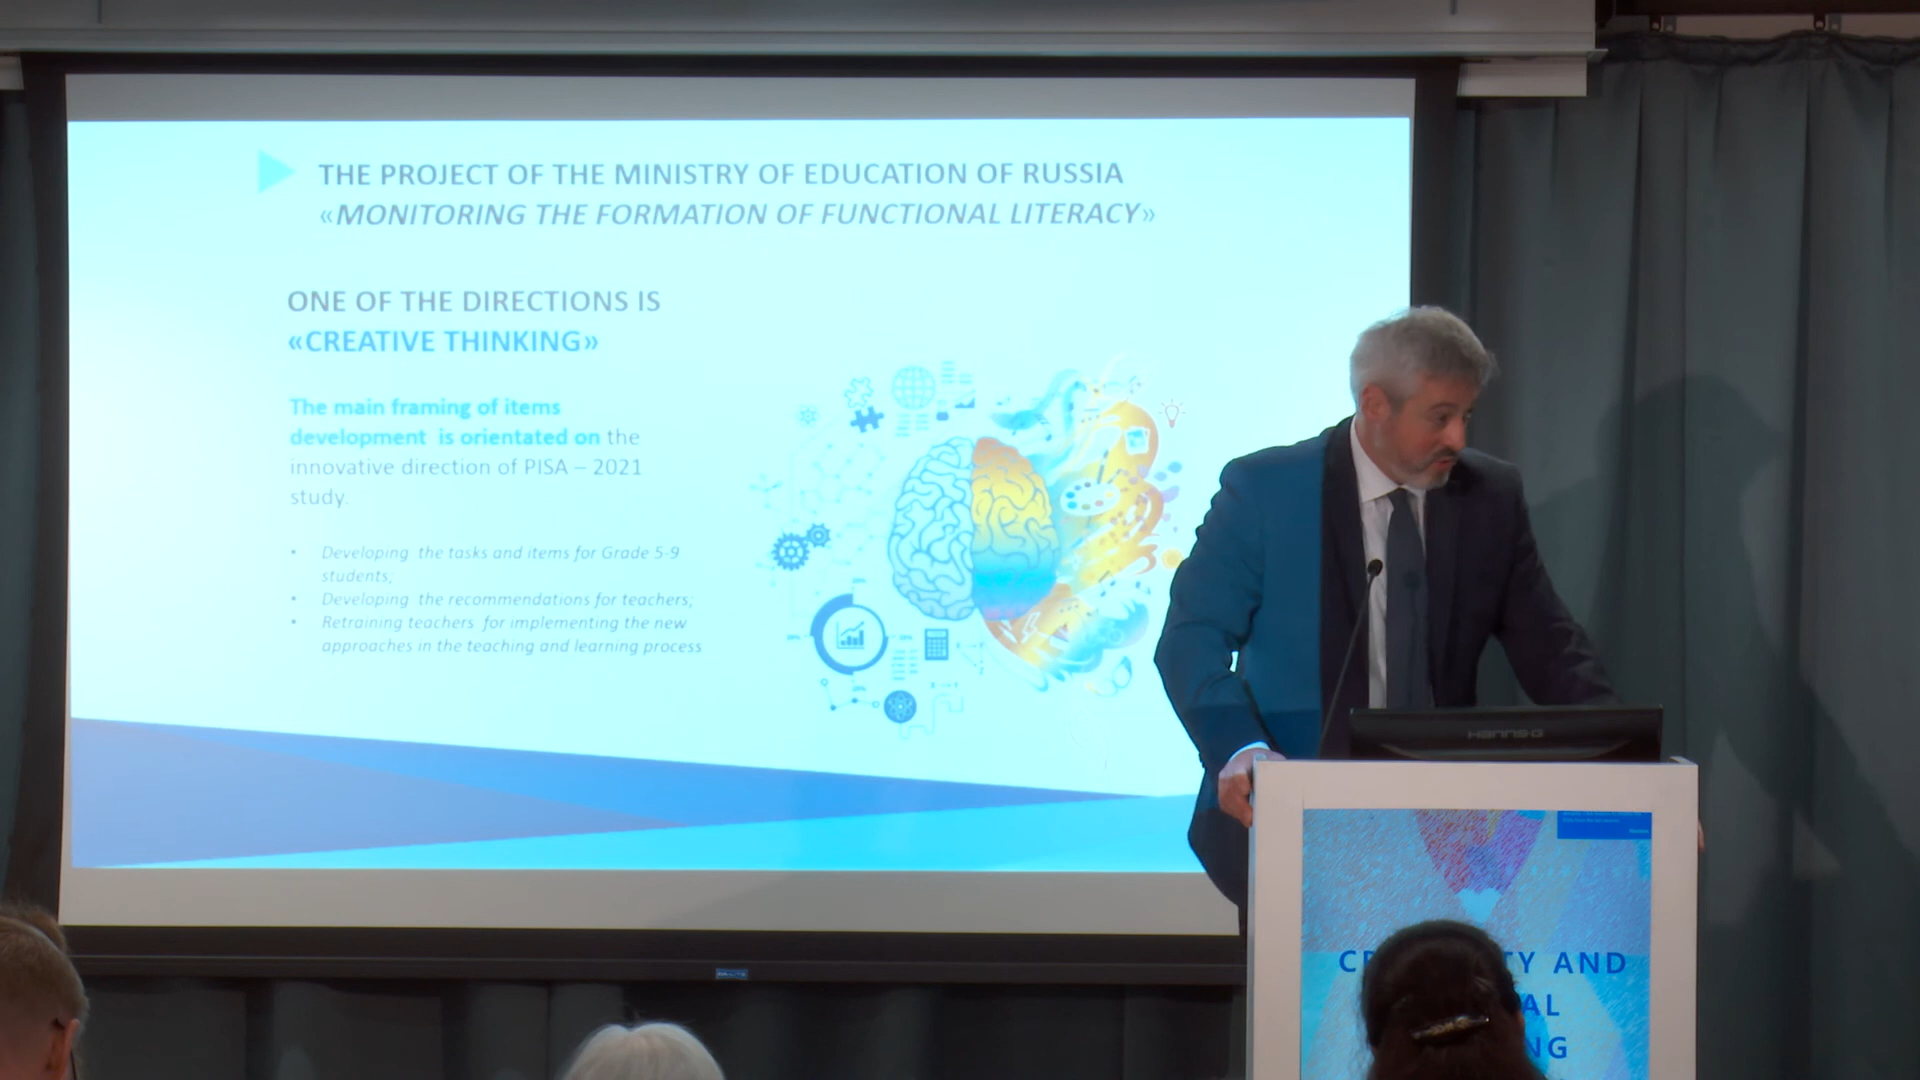 THE PROJECT OF THE MINISTRY OF EDUCATION OF RUSSIA
«MONITORING THE FORMATION OF FUNCTIONAL LITERACY»
ONE OF THE DIRECTIONS IS
«CREATIVE THINKING»
The main framing of items
development is orientated on the
innovative direction of PISA – 2021
study.
• Developing the tasks and items for Grade 5-9
students;
• Developing the recommendations for teachers;
• Retraining teachers for implementing the new
approaches in the teaching and learning process
HANNS-G
AND